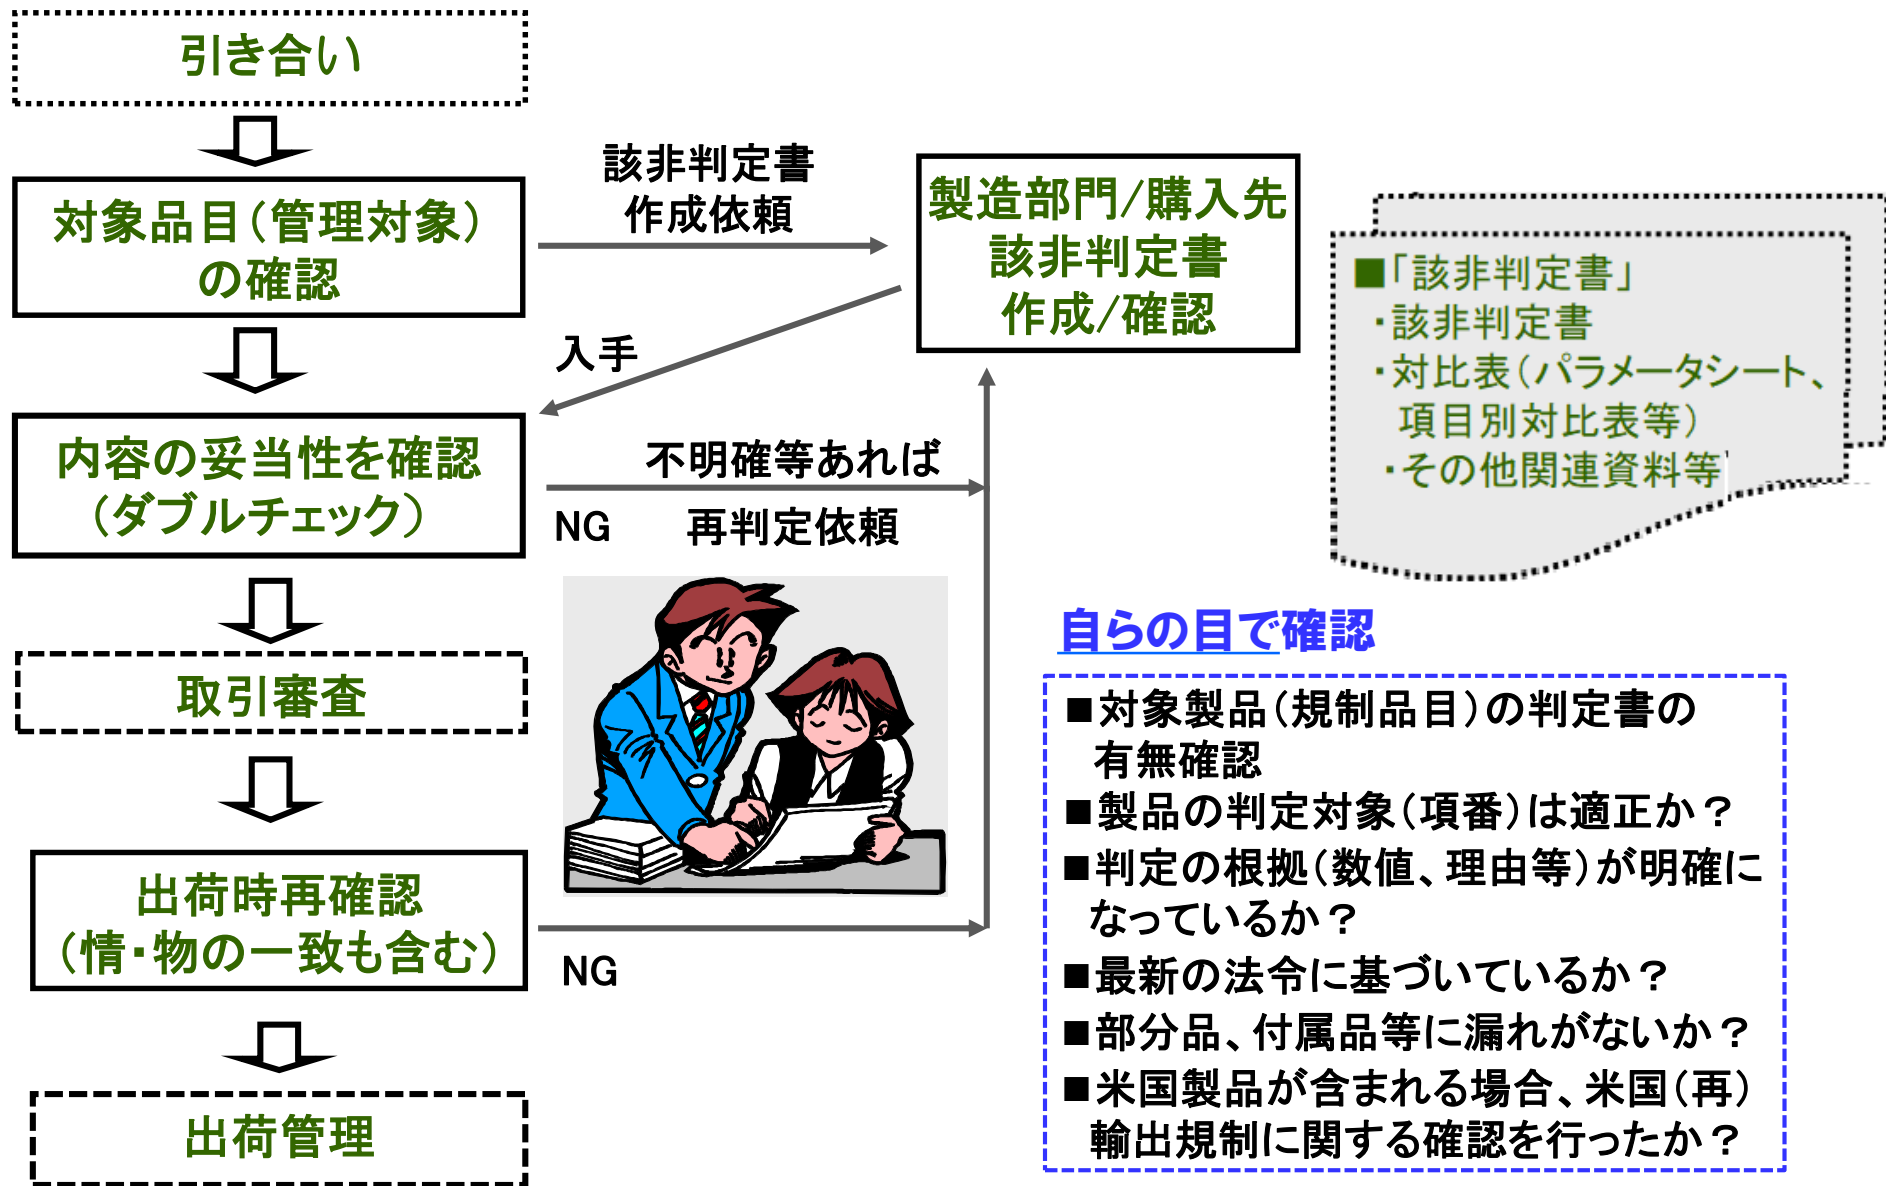 引き合い
対象品目(管理対象)
の確認
該非判定書
作成依頼
製造部門/購入先
該非判定書
作成/確認
入手
内容の妥当性を確認
(ダブルチェック)
不明確等あれば
NG 再判定依頼
取引審査
出荷時再確認
(情・物の一致も含む)
NG
出荷管理
■「該非判定書」
・該非判定書
・対比表(パラメータシート、
項目別対比表等)
・その他関連資料等
自らの目で確認
■対象製品(規制品目)の判定書の
有無確認
■製品の判定対象(項番)は適正か?
■判定の根拠(数値、理由等)が明確に
なっているか?
■最新の法令に基づいているか?
■部分品、付属品等に漏れがないか?
■米国製品が含まれる場合、米国(再)
輸出規制に関する確認を行ったか?